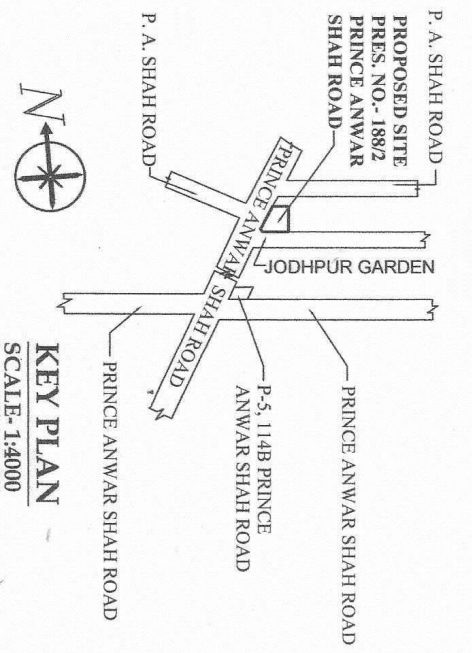 P. A. SHAH ROAD
PROPOSED SITE
PRES. NO.- 188/2
PRINCE ANWAR
SHAH ROAD
P. A. SHAH ROAD
PRINCE ANWAR SHAH ROAD
JODHPUR GARDEN
PRINCE ANWAR SHAH ROAD
P-5, 114B PRINCE
ANWAR SHAH ROAD
PRINCE ANWAR SHAH ROAD
N
KEY PLAN
SCALE- 1:4000